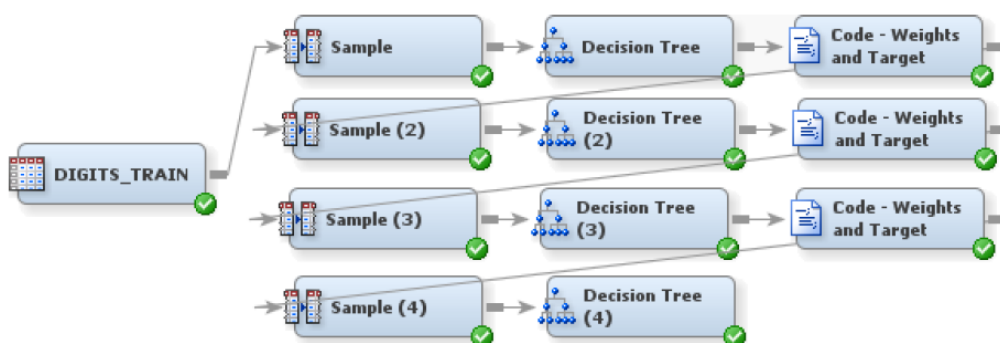 Sample
Decision Tree
Code - Weights
and Target
Sample (2)
Decision Tree
(2)
Code - Weights
and Target
DIGITS_TRAIN
Sample (3)
Decision Tree
(3)
Code - Weights
and Target
Sample (4)
Decision Tree
(4)